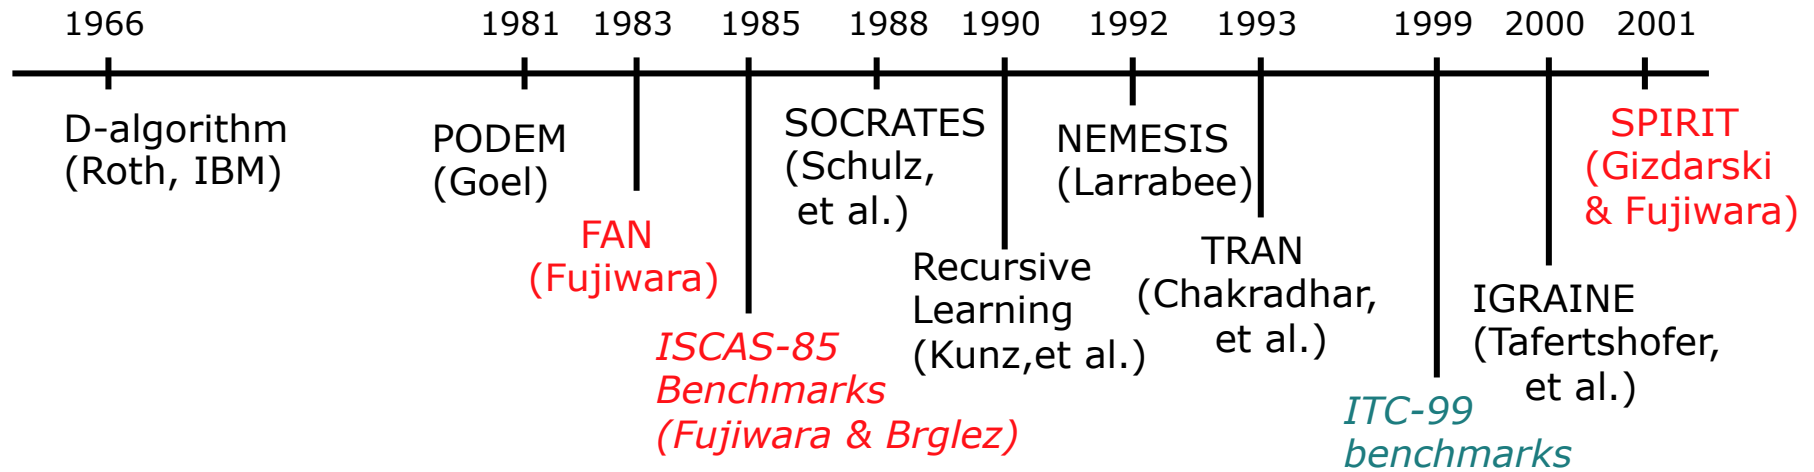 1966 1981 1983 1985 1988 1990 1992 1993 1999 2000 2001
D-algorithm
(Roth, IBM)
PODEM
(Goel)
FAN
(Fujiwara)
ISCAS-85
Benchmarks
(Fujiwara & Brglez)
SOCRATES
(Schulz,
et al.)
Recursive
Learning
(Kunz,et al.)
NEMESIS
(Larrabee)
TRAN
(Chakradhar,
et al.)
ITC-99
benchmarks
IGRAINE
(Tafertshofer,
et al.)
SPIRIT
(Gizdarski
& Fujiwara)